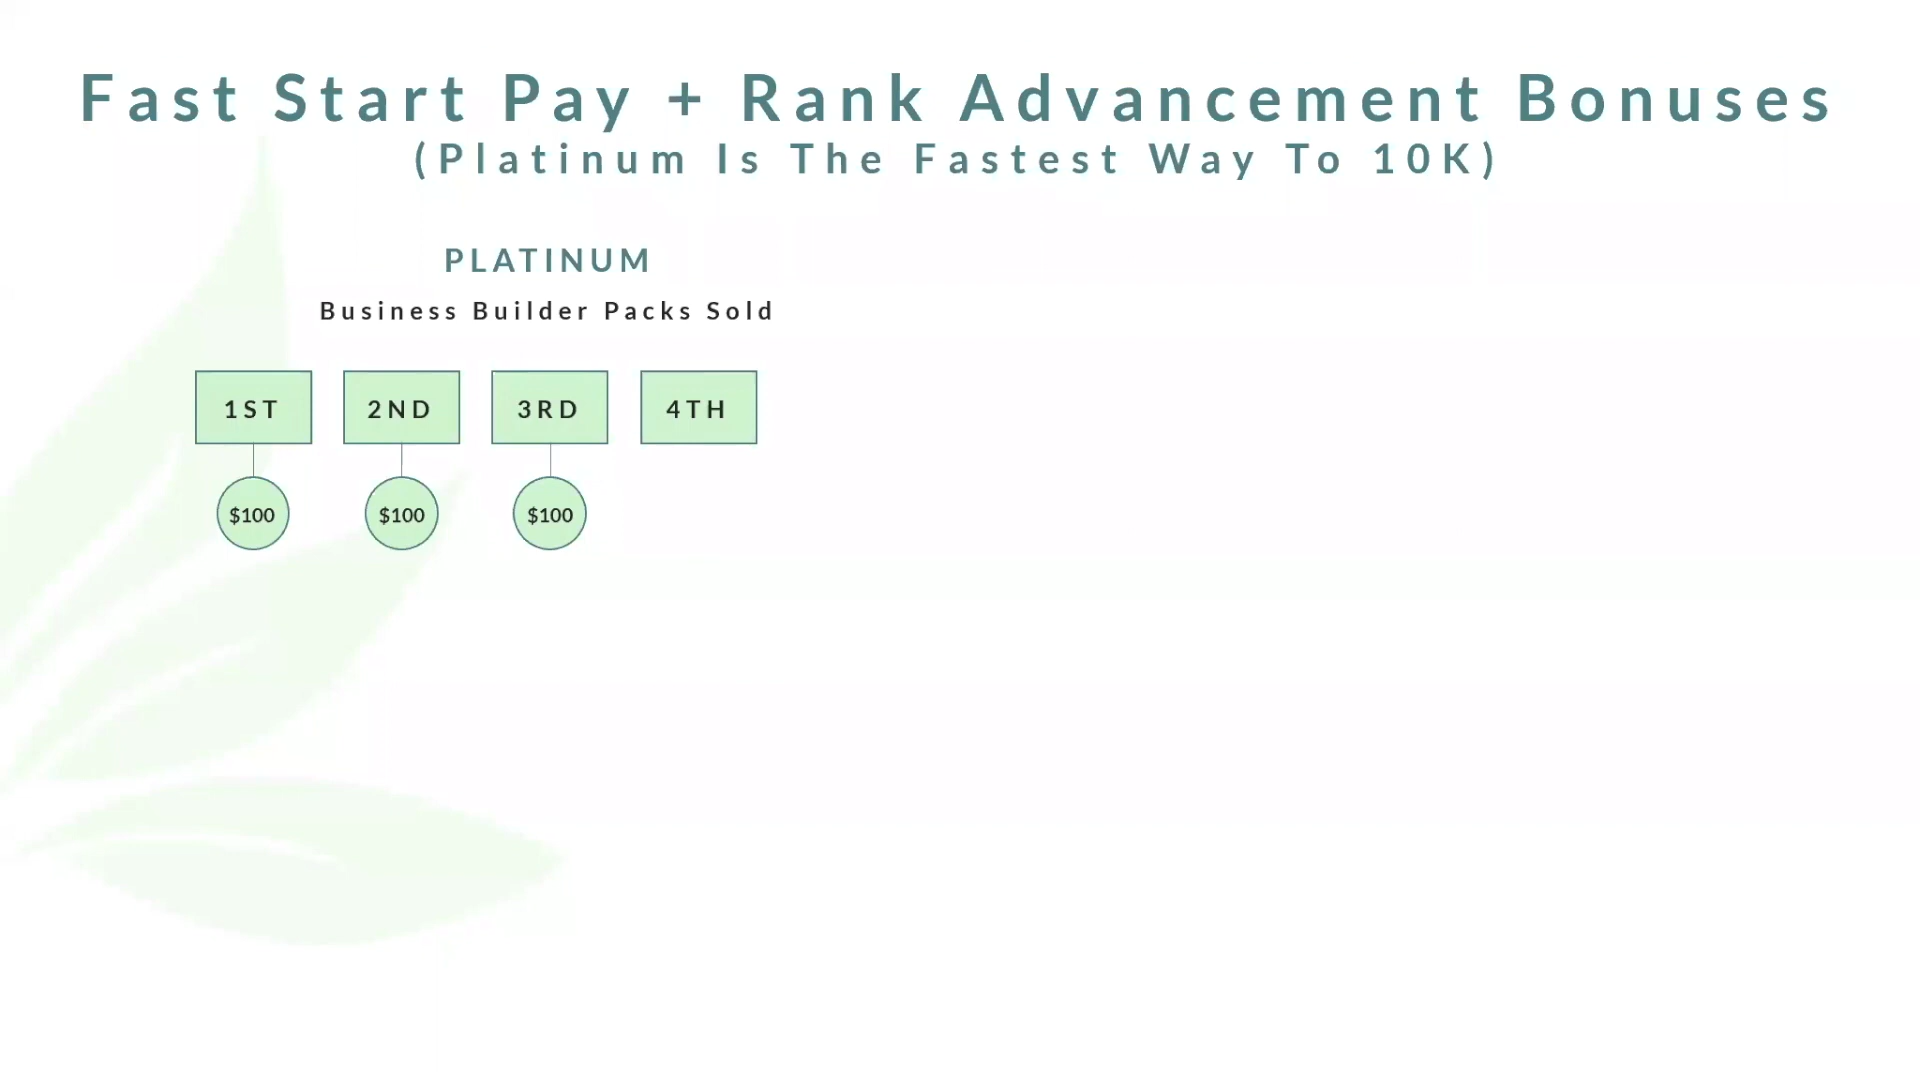 Fast Start Pay + Rank Advancement Bonuses
(Platinum Is The Fastest Way To 10K)
PLATINUM
Business Builder Packs Sold
1ST 2ND 3RD 4TH
$100 $100 $100